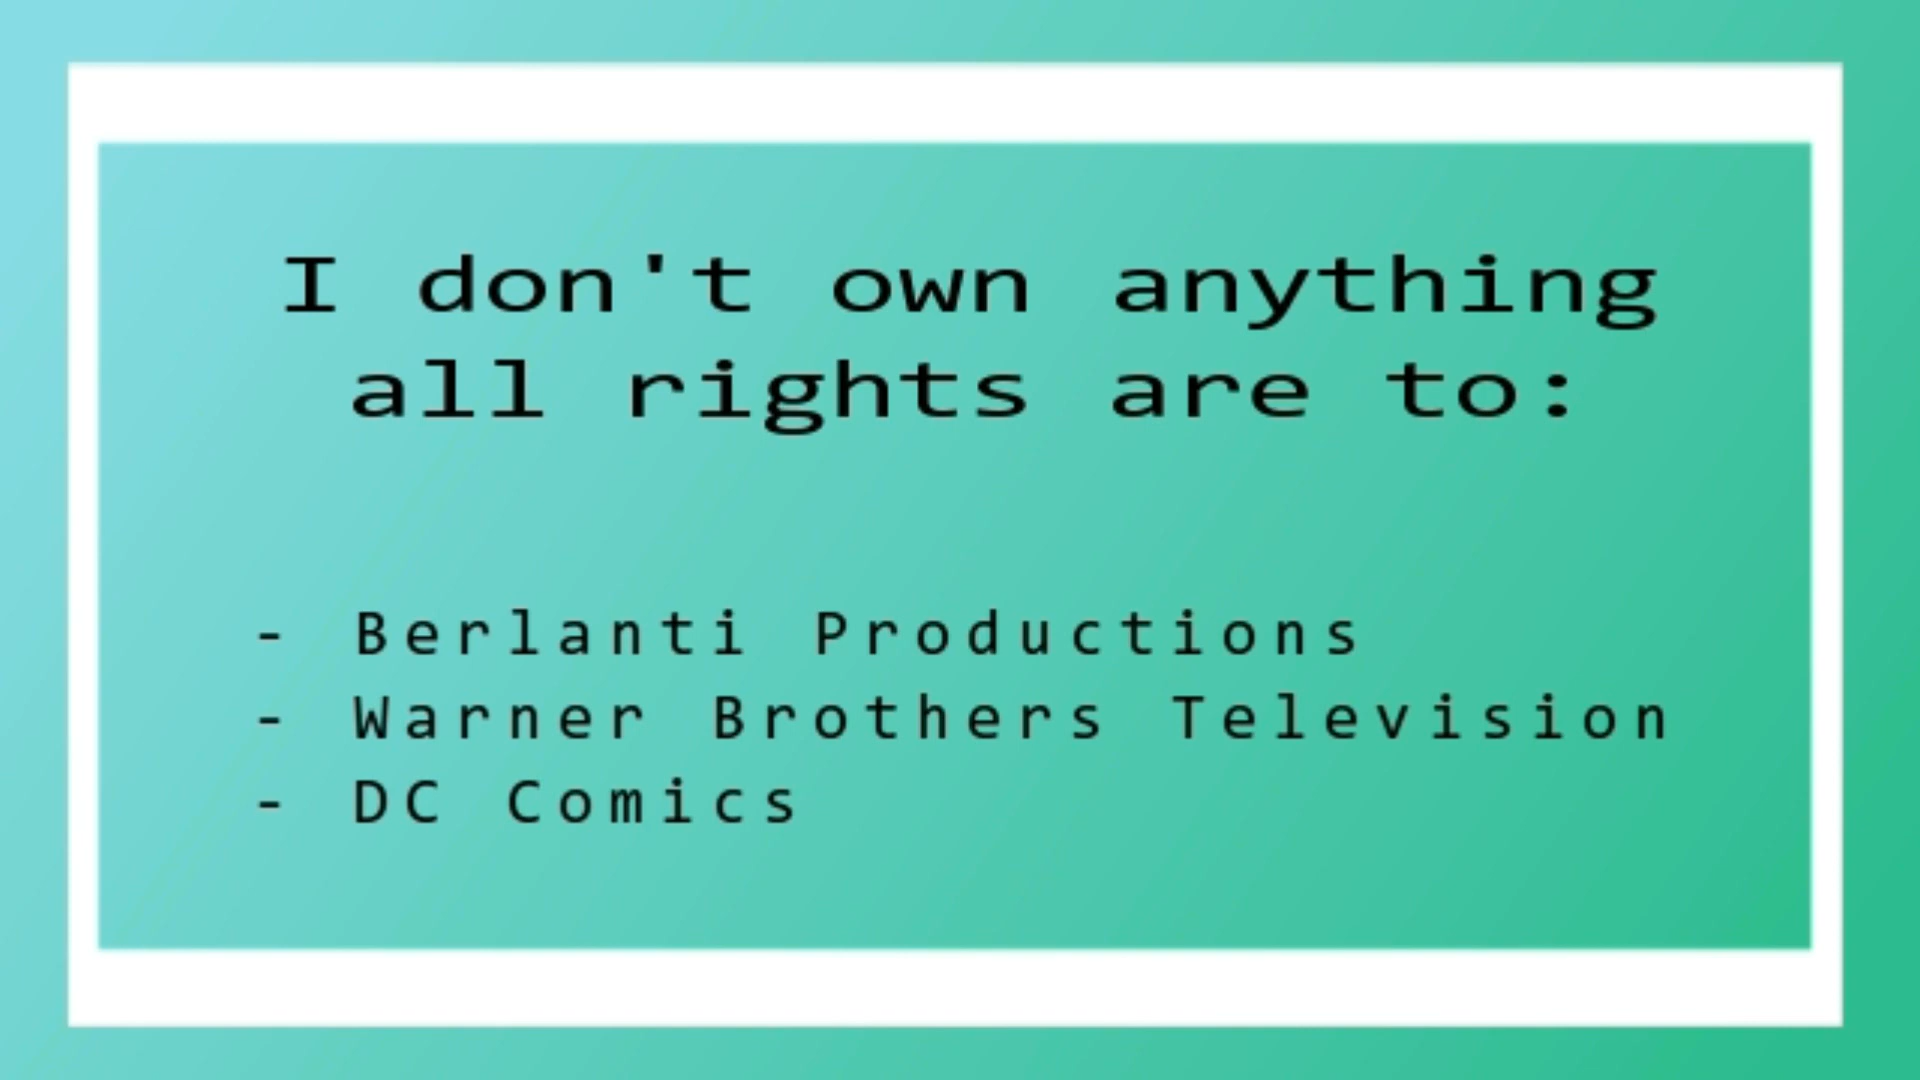 I don't own anything
all rights are to:
- Berlanti Productions
- Warner Brothers Television
- DC Comics